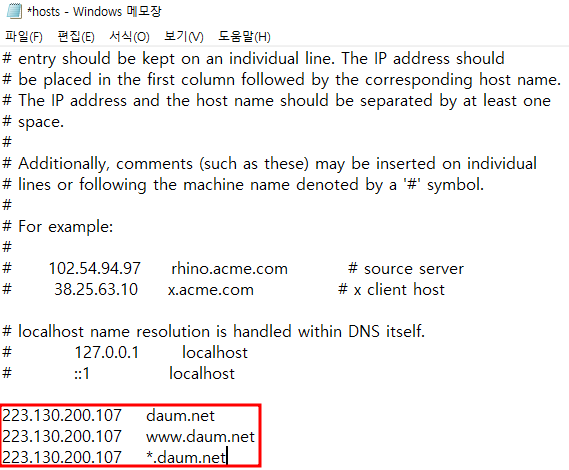 *hosts - Windows 메모장
파일(F) 편집(E) 서식(O) 보기(V) 도움말(H)
# entry should be kept on an individual line. The IP address should
# be placed in the first column followed by the corresponding host name.
# The IP address and the host name should be separated by at least one
# space.
#
# Additionally, comments (such as these) may be inserted on individual
# lines or following the machine name denoted by a '#' symbol.
#
# For example:
#
# 102.54.94.97 rhino.acme.com # source server
# 38.25.63.10 x.acme.com # x client host
# localhost name resolution is handled within DNS itself.
# 127.0.0.1 localhost
# ::1 localhost
223.130.200.107 daum.net
223.130.200.107 www.daum.net
223.130.200.107 *.daum.net